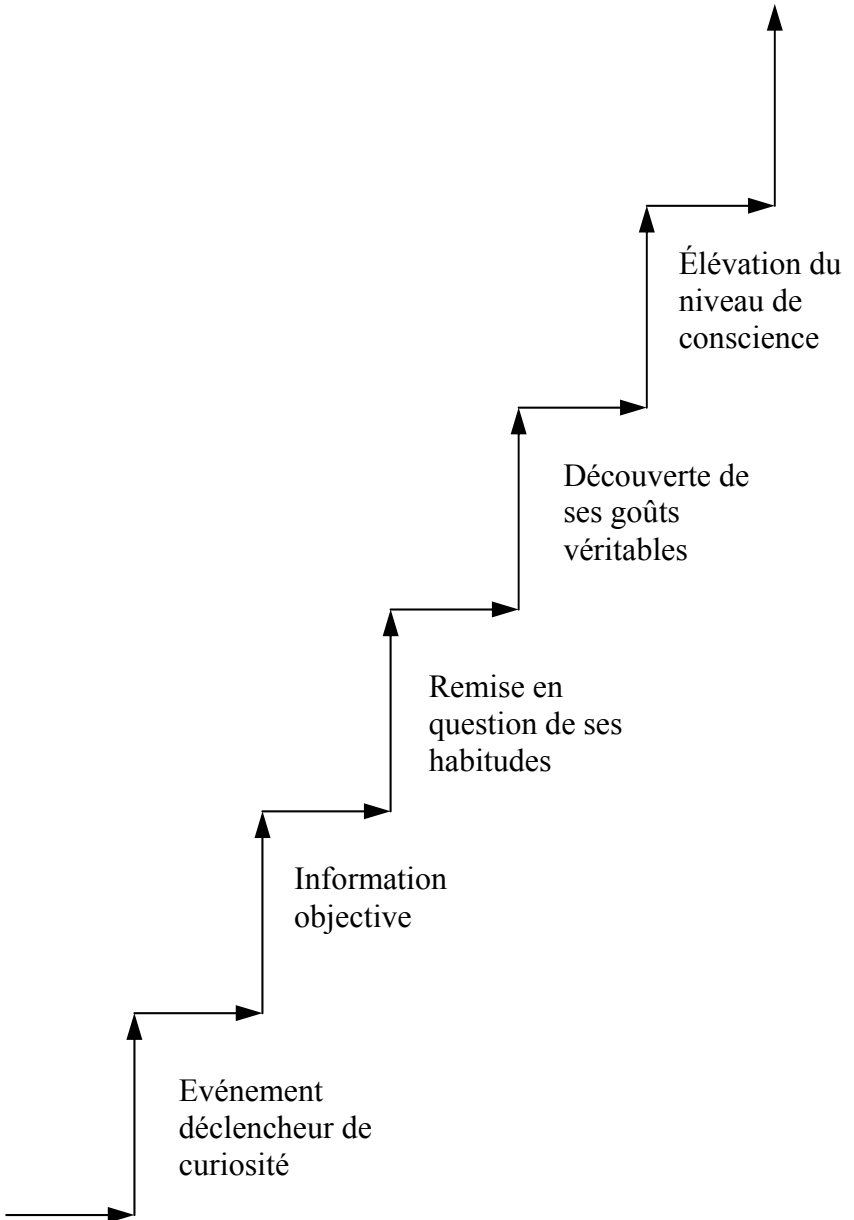 Élévation du
niveau de
conscience
Découverte de
ses goûts
véritables
Remise en
question de ses
habitudes
Information
objective
Evénement
déclencheur de
curiosité